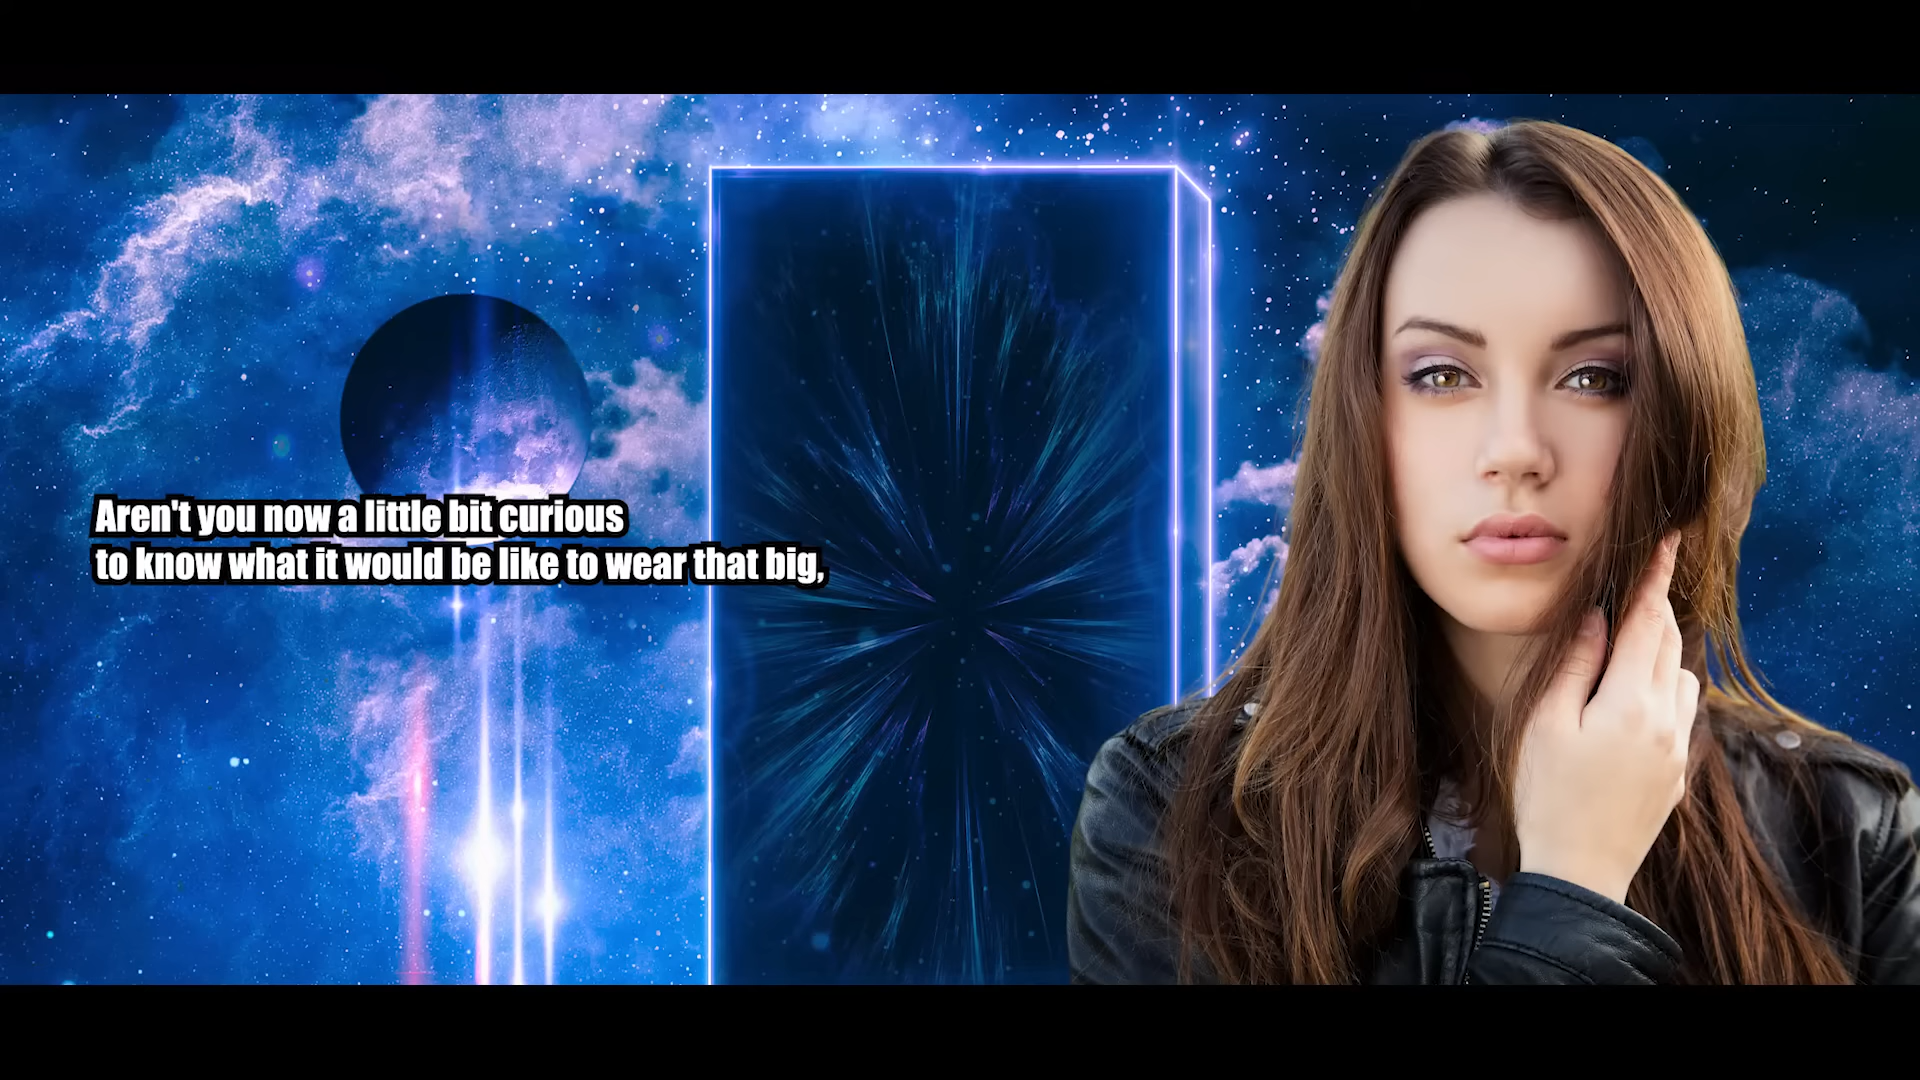 Aren't you now a little bit curious
to know what it would be like to wear that big,